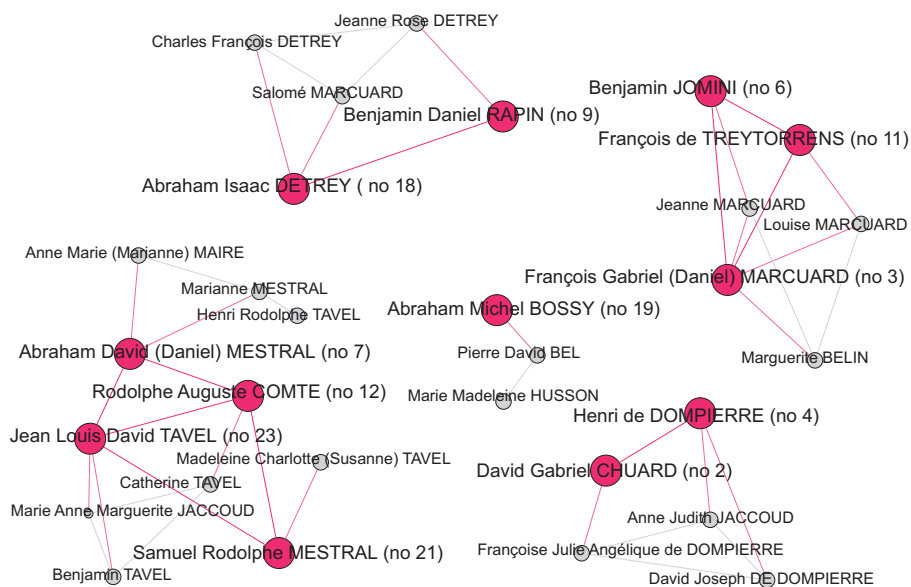 Jeanne Rose DETREY
Charles François DETREY
Salomé MARCUARD
Benjamin Daniel RAPIN (no 9)
Abraham Isaac DETREY ( no 18)
Benjamin JOMINI (no 6)
François de TREYTORRENS (no 11)
Jeanne MARCUARD
Louise MARCUARD
François Gabriel (Daniel) MARCUARD (no 3)
Marguerite BELIN
Anne Marie (Marianne) MAIRE
Marianne MESTRAL
Henri Rodolphe TAVEL
Abraham David (Daniel) MESTRAL (no 7)
Rodolphe Auguste COMTE (no 12)
Jean Louis David TAVEL (no 23)
Madeleine Charlotte (Susanne) TAVEL
Catherine TAVEL
Marie Anne Marguerite JACCOUD
Samuel Rodolphe MESTRAL (no 21)
Benjamin TAVEL
Abraham Michel BOSSY (no 19)
Pierre David BEL
Marie Madeleine HUSSON
Henri de DOMPIERRE (no 4)
David Gabriel CHUARD (no 2)
Anne Judith JACCOUD
Françoise Julie Angélique de DOMPIERRE
David Joseph DE DOMPIERRE